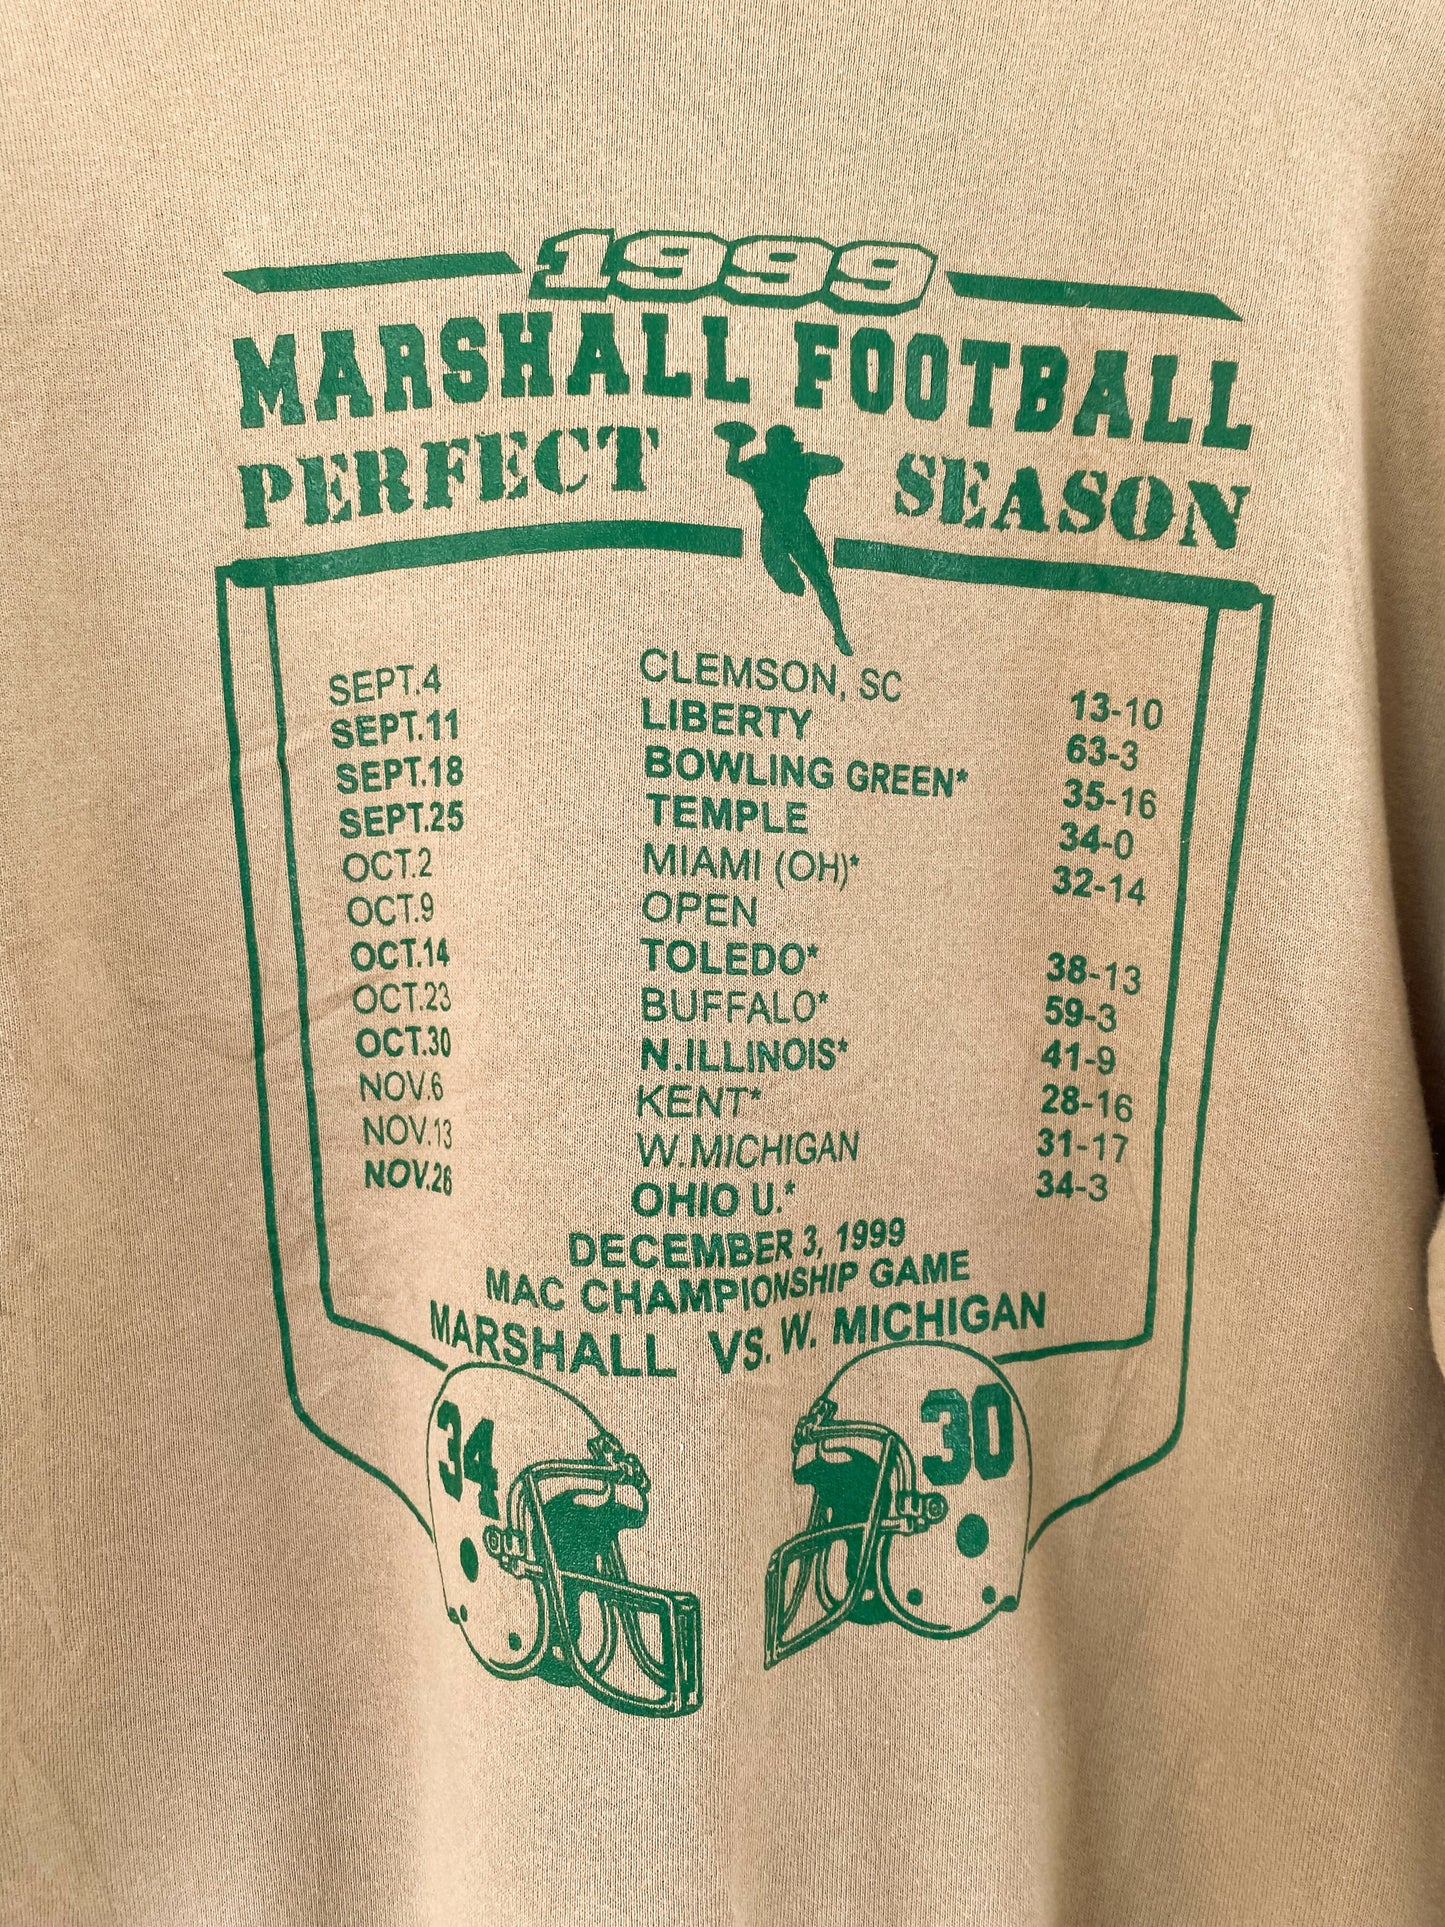 1999
MARSHALL FOOTBALL
PERFECT SEASON
SEPT.4 CLEMSON, SC 13-10
SEPT.11 LIBERTY 63-3
SEPT.18 BOWLING GREEN* 35-16
SEPT.25 TEMPLE 34-0
OCT.2 MIAMI (OH)* 32-14
OCT.9 OPEN
OCT.14 TOLEDO* 38-13
OCT.23 BUFFALO* 59-3
OCT.30 N.ILLINOIS* 41-9
NOV.6 KENT* 28-16
NOV.13 W.MICHIGAN 31-17
NOV.26 OHIO U.* 34-3
DECEMBER 3, 1999
MAC CHAMPIONSHIP GAME
MARSHALL VS. W. MICHIGAN
34 30